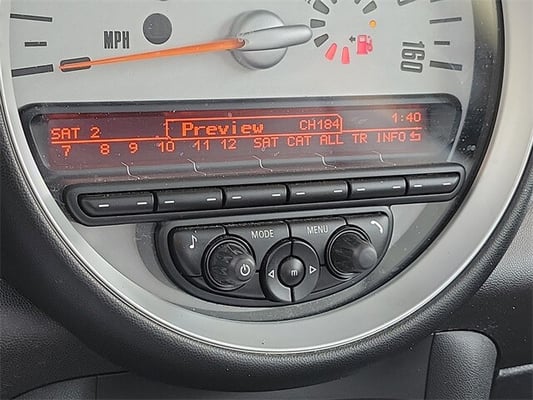 MPH
160
SAT 2 Preview CH184 1:40
7 8 9 10 11 12 SAT CAT ALL TR INFO
MODE MENU
m